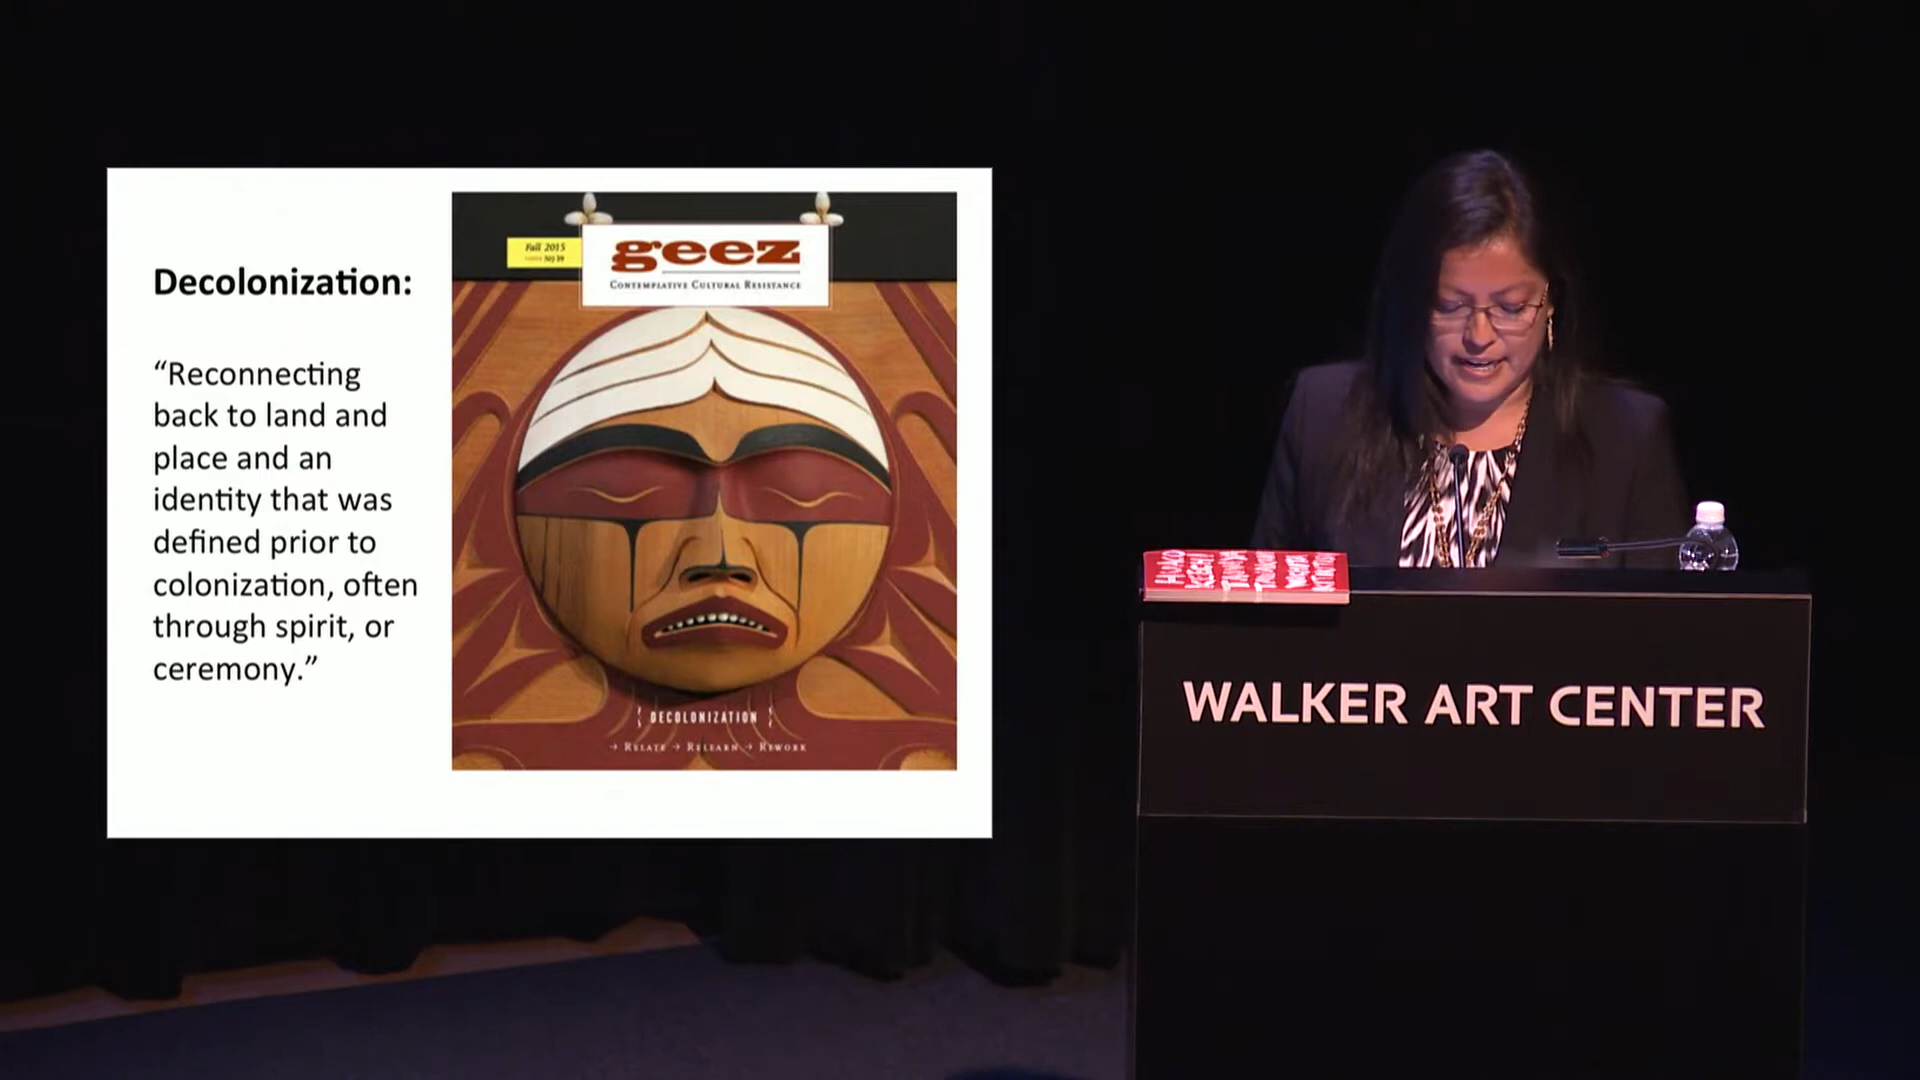 Decolonization:
“Reconnecting
back to land and
place and an
identity that was
defined prior to
colonization, often
through spirit, or
ceremony.”
Fall 2015
geez
Contemplative Cultural Resistance
DECOLONIZATION
→ Relate → Relearn → Rework
WALKER ART CENTER